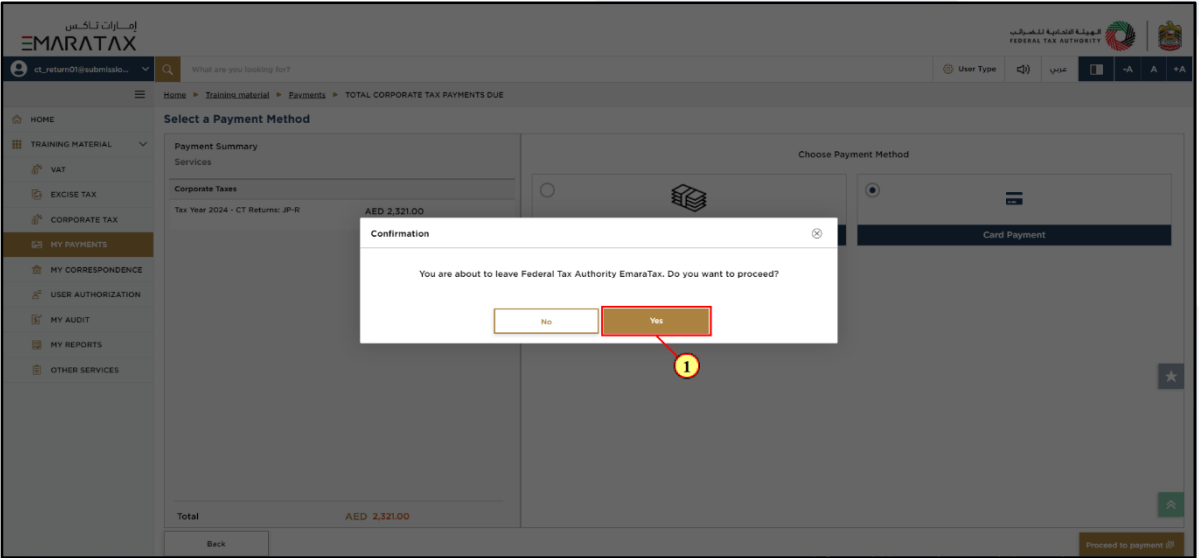 إمــارات تـاكــس
EMARATAX
الهيئة الاتحادية للضرائب
FEDERAL TAX AUTHORITY
ct_return01@submissio...
What are you looking for?
User Type
عربي
-A A +A
Home ▶ Training material ▶ Payments ▶ TOTAL CORPORATE TAX PAYMENTS DUE
HOME
TRAINING MATERIAL
VAT
EXCISE TAX
CORPORATE TAX
MY PAYMENTS
MY CORRESPONDENCE
USER AUTHORIZATION
MY AUDIT
MY REPORTS
OTHER SERVICES
Select a Payment Method
Payment Summary
Services
Corporate Taxes
Tax Year 2024 - CT Returns: JP-R AED 2,321.00
Total AED 2,321.00
Back
Choose Payment Method
Card Payment
Confirmation
You are about to leave Federal Tax Authority EmaraTax. Do you want to proceed?
No
Yes
1
Proceed to payment